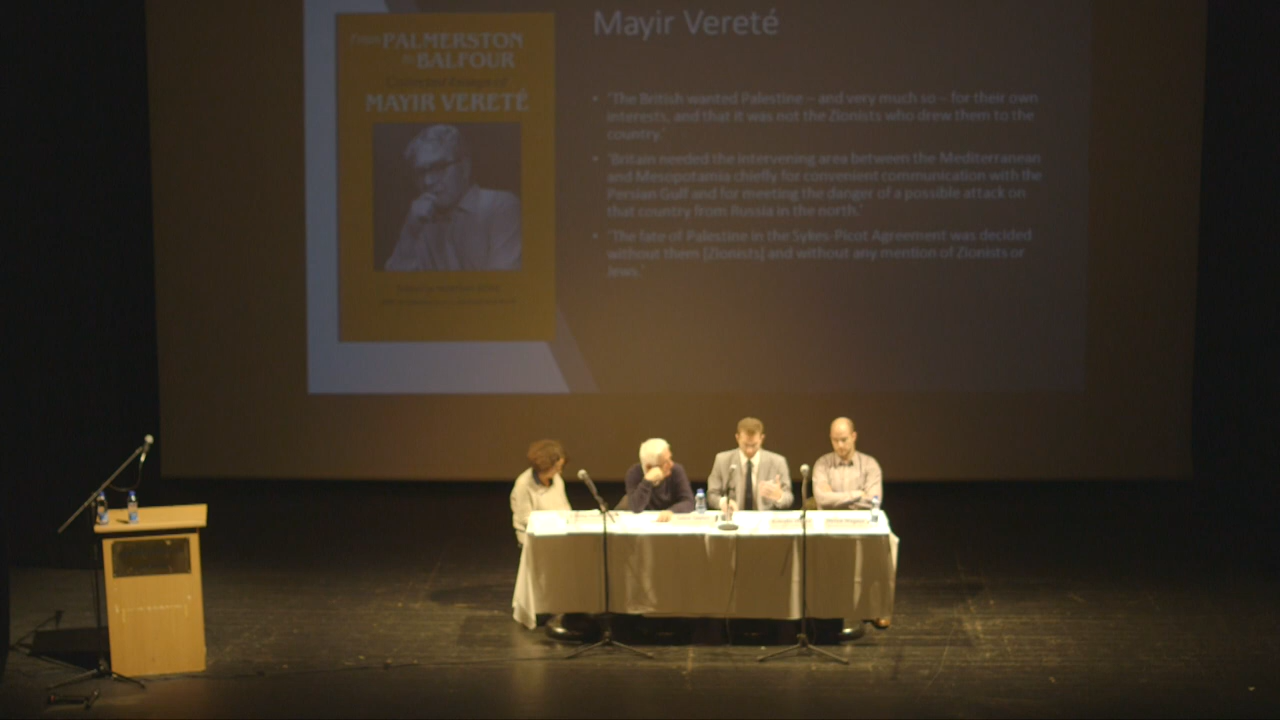 Mayir Vereté
From PALMERSTON
to BALFOUR
Collected Essays of
MAYIR VERETÉ
• 'The British wanted Palestine – and very much so – for their own
interests, and that it was not the Zionists who drew them to the
country.'
• 'Britain needed the intervening area between the Mediterranean
and Mesopotamia chiefly for convenient communication with the
Persian Gulf and for meeting the danger of a possible attack on
that country from Russia in the north.'
• 'The fate of Palestine in the Sykes-Picot Agreement was decided
without them [Zionists[ and without any mention of Zionists or
Jews.'